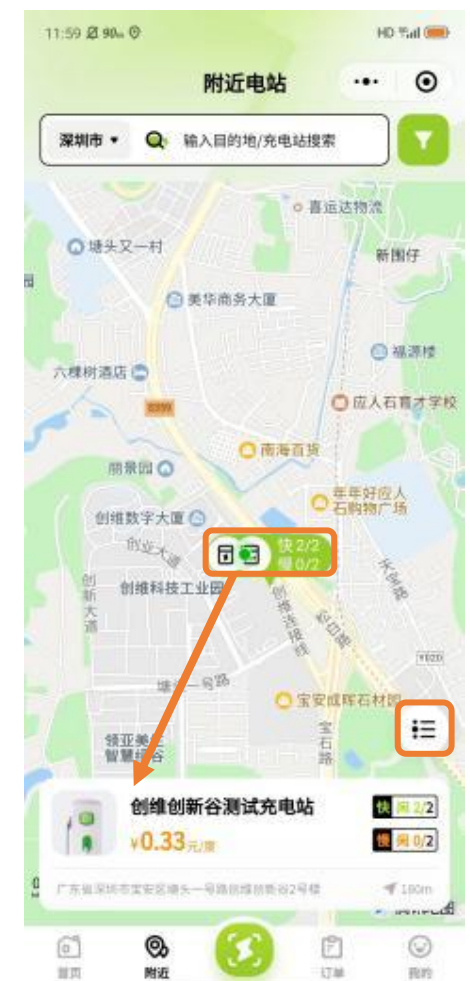 11:59
HD
附近电站
深圳市
输入目的地/充电站搜索
喜运达物流
塘头又一村
新围仔
美华商务大厦
福源楼
六棵树酒店
应人石育才学校
南海百货
丽景园
年年好应人
石购物广场
创维数字大厦
创业大道
快 2/2
慢 0/2
天宝路
创新大道
创维科技工业园
创维连接线
Y020
塘头一号路
宝安成晖石材园
宝石路
领亚美
智慧 谷
创维创新谷测试充电站
快 闲 2/2
¥0.33元/度
慢 闲 0/2
广东省深圳市宝安区塘头一号路创维创新谷2号楼
180m
首页
附近
订单
我的